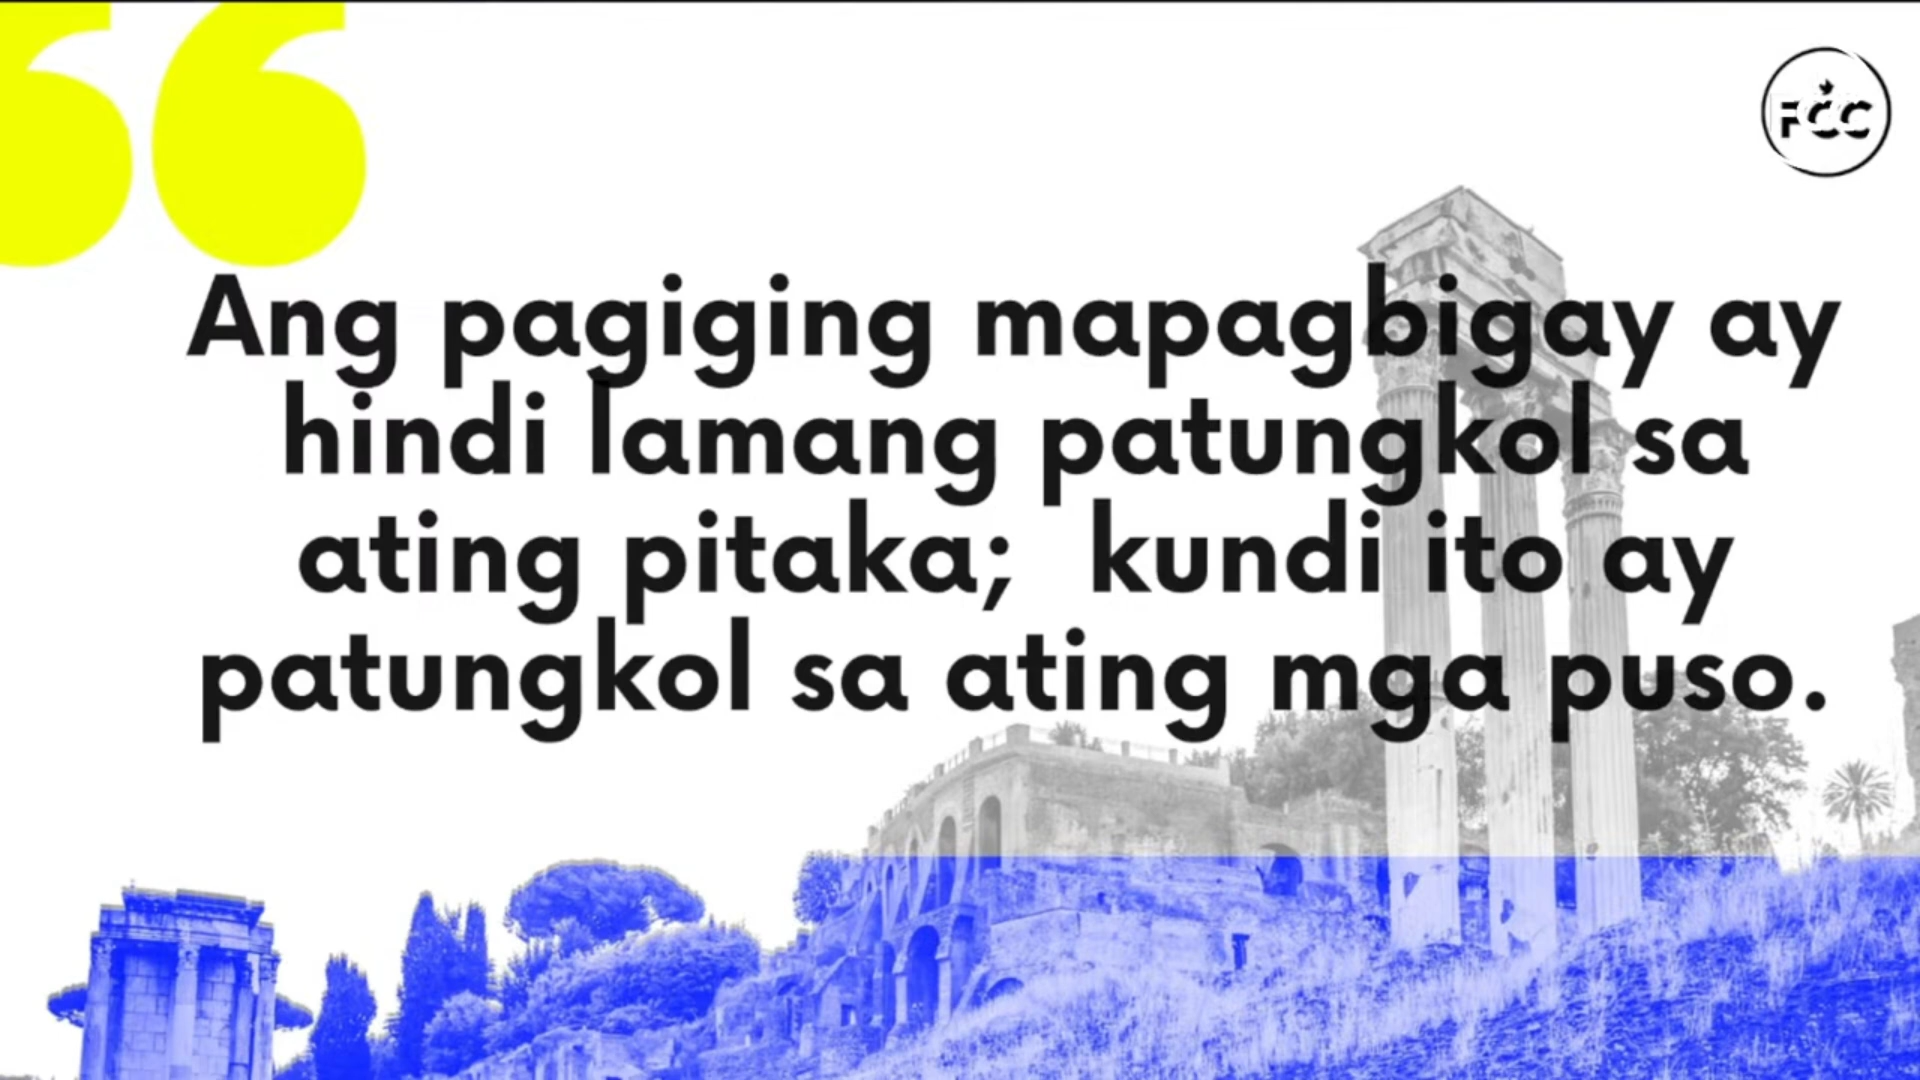 FCC
Ang pagiging mapagbigay ay
hindi lamang patungkol sa
ating pitaka;  kundi ito ay
patungkol sa ating mga puso.